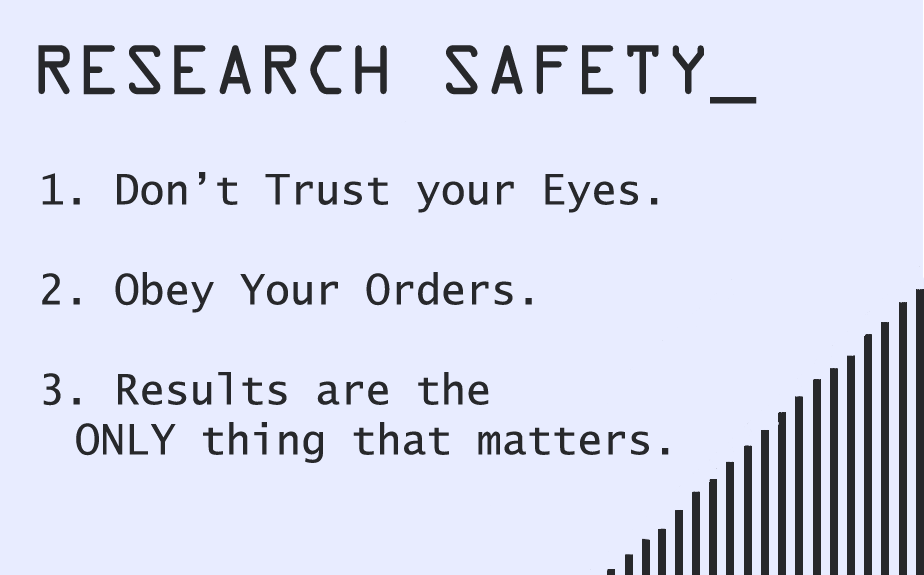 RESEARCH SAFETY_
1. Don’t Trust your Eyes.
2. Obey Your Orders.
3. Results are the
ONLY thing that matters.